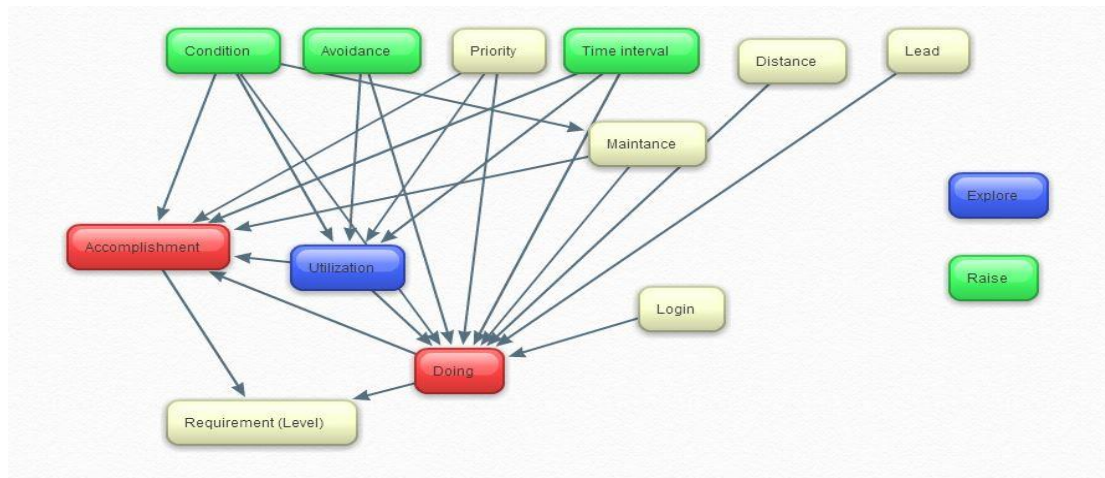 Condition
Avoidance
Priority
Time interval
Distance
Lead
Maintance
Explore
Accomplishment
Utilization
Raise
Login
Doing
Requirement (Level)